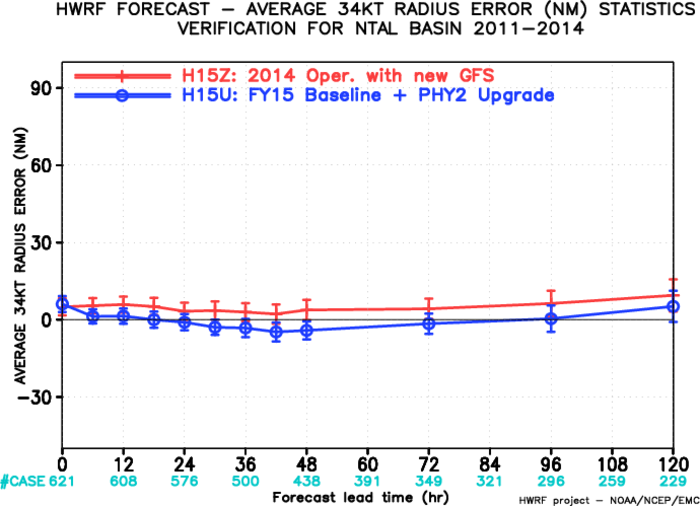 HWRF FORECAST – AVERAGE 34KT RADIUS ERROR (NM) STATISTICS
VERIFICATION FOR NTAL BASIN 2011–2014
H15Z: 2014 Oper. with new GFS
H15U: FY15 Baseline + PHY2 Upgrade
AVERAGE 34KT RADIUS ERROR (NM)
90
60
30
0
–30
0 12 24 36 48 60 72 84 96 108 120
#CASE 621 608 576 500 438 391 349 321 296 259 229
Forecast lead time (hr)
HWRF project – NOAA/NCEP/EMC